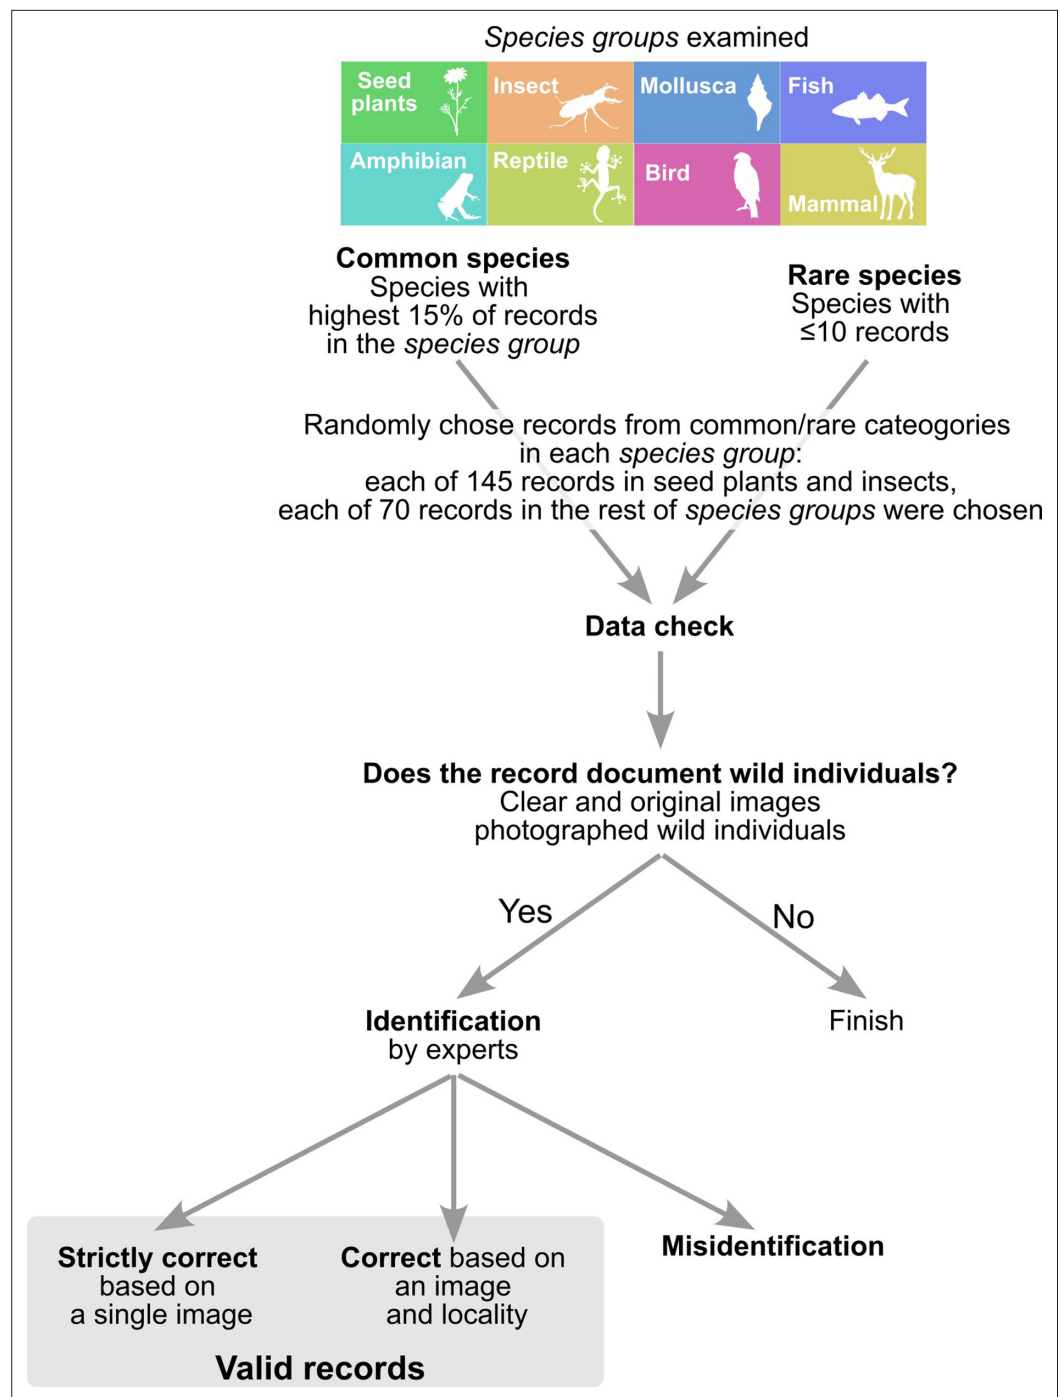 Species groups examined
Seed
plants
Insect
Mollusca
Fish
Amphibian
Reptile
Bird
Mammal
Common species
Species with
highest 15% of records
in the species group
Rare species
Species with
≤10 records
Randomly chose records from common/rare cateogories
in each species group:
each of 145 records in seed plants and insects,
each of 70 records in the rest of species groups were chosen
Data check
Does the record document wild individuals?
Clear and original images
photographed wild individuals
Yes
No
Identification
by experts
Finish
Strictly correct
based on
a single image
Correct based on
an image
and locality
Misidentification
Valid records